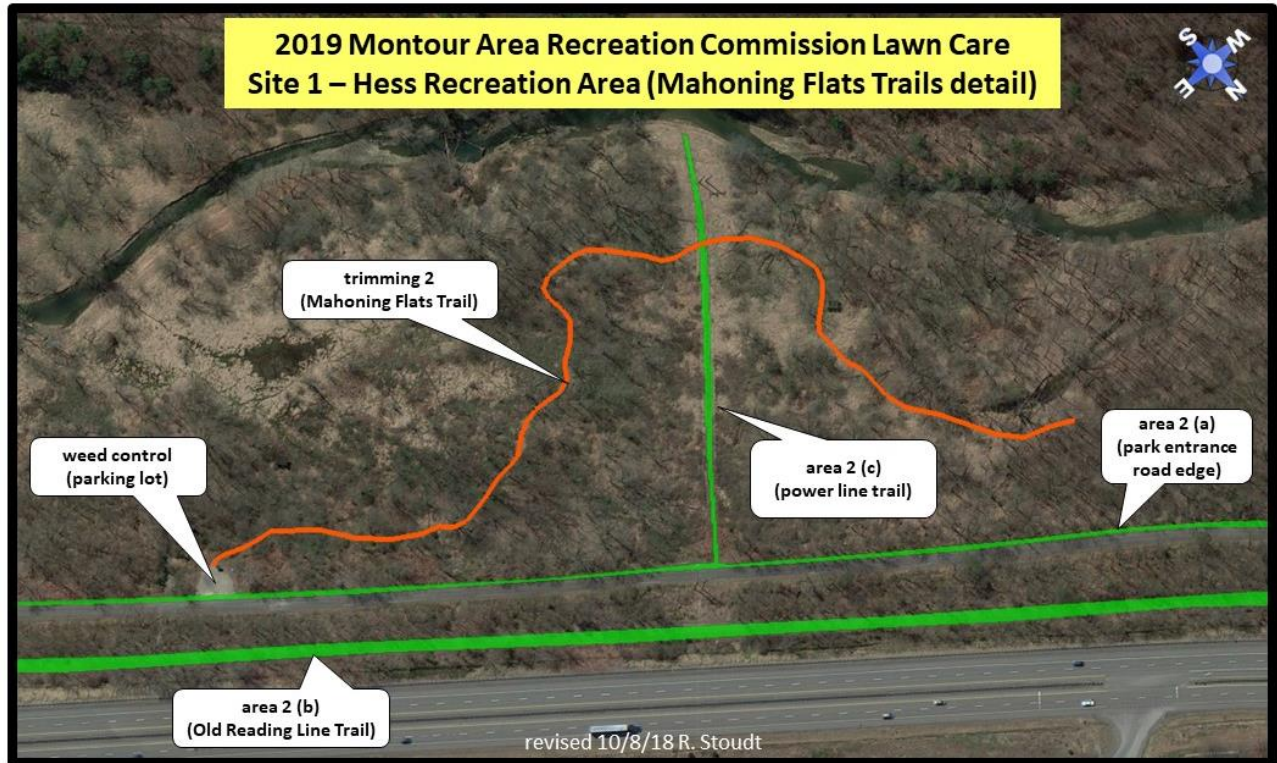 2019 Montour Area Recreation Commission Lawn Care
Site 1 – Hess Recreation Area (Mahoning Flats Trails detail)
S
W
E
N
trimming 2
(Mahoning Flats Trail)
weed control
(parking lot)
area 2 (a)
(park entrance
road edge)
area 2 (c)
(power line trail)
area 2 (b)
(Old Reading Line Trail)
revised 10/8/18 R. Stoudt